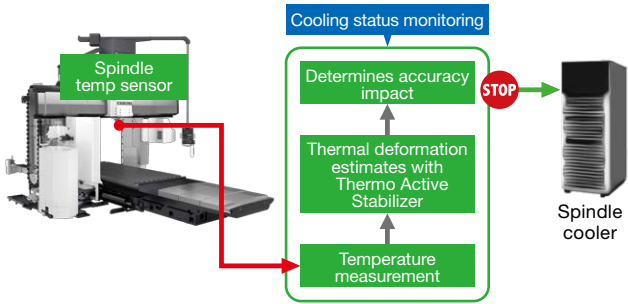 Cooling status monitoring
Spindle
temp sensor
Determines accuracy
impact
STOP
Thermal deformation
estimates with
Thermo Active
Stabilizer
Temperature
measurement
Spindle
cooler